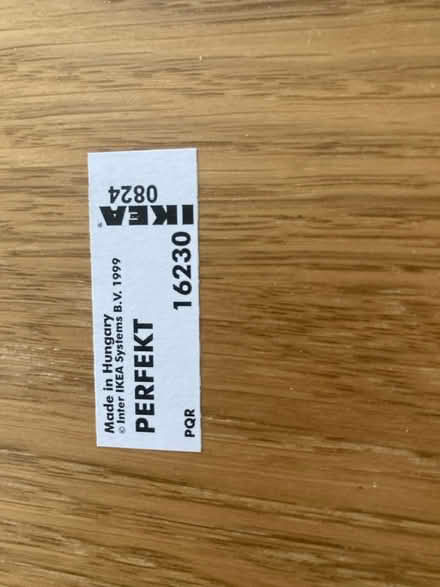 Made in Hungary
© Inter IKEA Systems B.V. 1999
PERFEKT
16230
PQR
IKEA®
0824